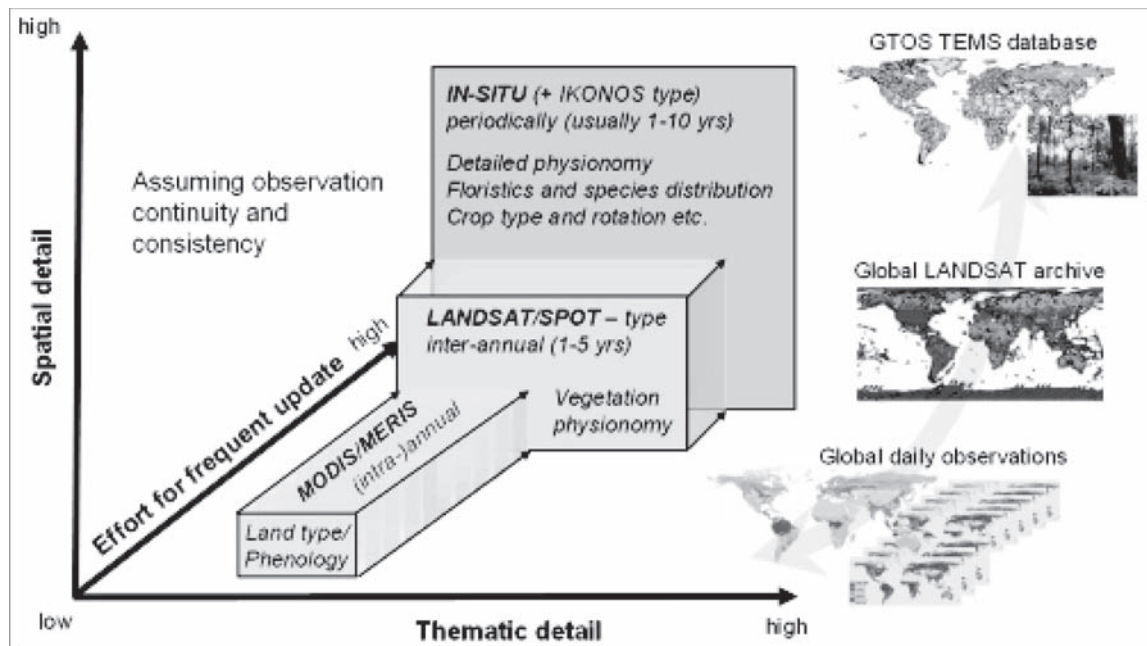 high
GTOS TEMS database
IN-SITU (+ IKONOS type)
periodically (usually 1-10 yrs)
Detailed physionomy
Floristics and species distribution
Crop type and rotation etc.
Assuming observation
continuity and
consistency
Spatial detail
Global LANDSAT archive
LANDSAT/SPOT – type
inter-annual (1-5 yrs)
Vegetation
physionomy
high
Effort for frequent update
MODIS/MERIS
(intra-)annual
Land type/
Phenology
Global daily observations
low
Thematic detail
high